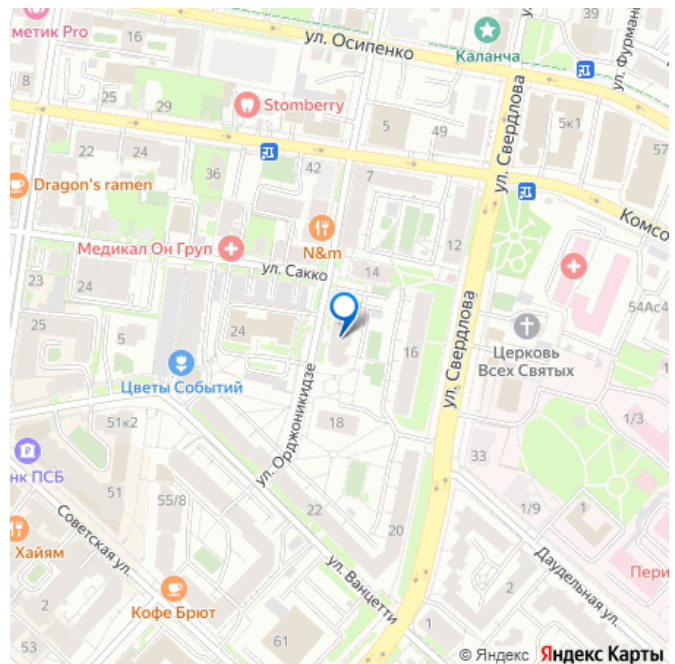 сметик Pro
16
ул. Осипенко
Каланча
39
ул. Фурман
8
25
29
Stomberry
5
49
5к1
57
22
24
36
42
7
ул. Свердлова
Dragon's ramen
Комсо
Медикал Он Груп
N&m
12
ул. Сакко
14
23
24
54Ас4
25
5
24
16
ул. Свердлова
Церковь
Всех Святых
Цветы Событий
ул. Орджоникидзе
51к2
18
1/3
нк ПСБ
33
51
55/8
1/9
22
20
Хайям
Советская ул.
ул. Ванцетти
Даудельная ул.
Пери
2
Кофе Брют
2
1
53
61
© Яндекс Яндекс Карты